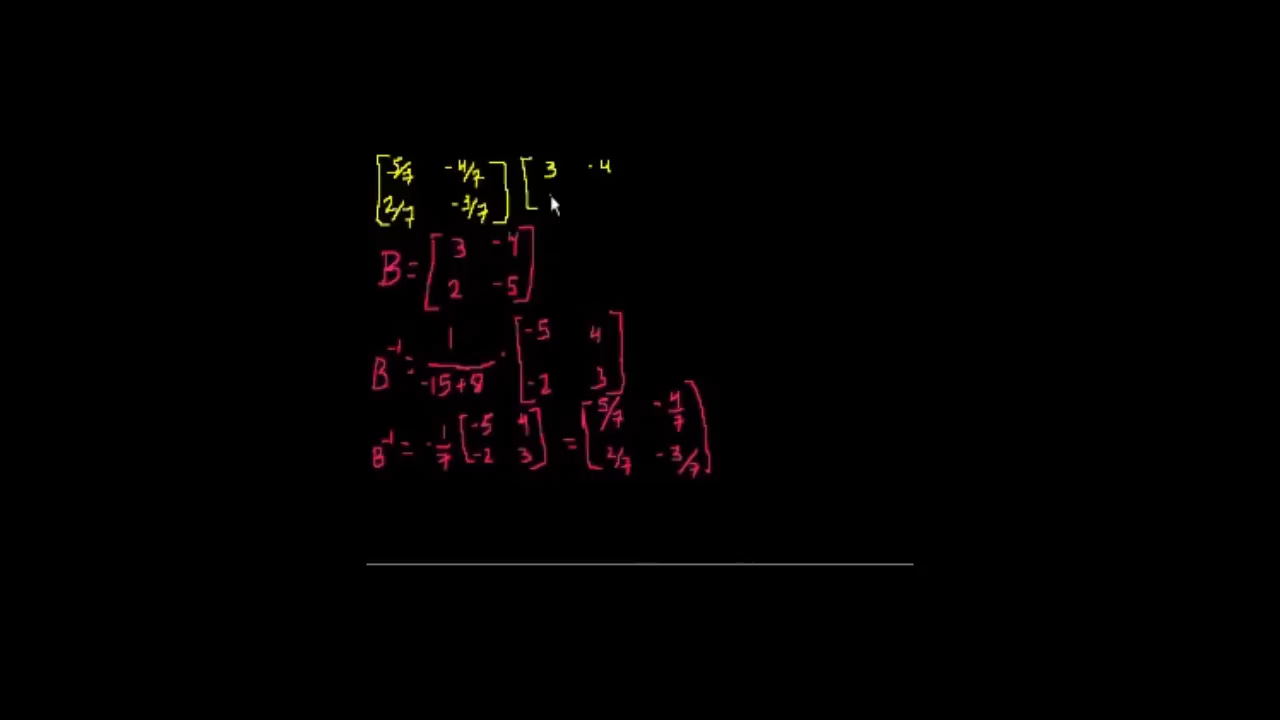 [5/7 -4/7] [3 -4
[2/7 -3/7] [
B = [3 -4]
[2 -5]
B⁻¹ = 1/(-15+8) · [-5 4]
[-2 3]
B⁻¹ = -1/7 [-5 4] = [5/7 -4/7]
[-2 3] [2/7 -3/7]